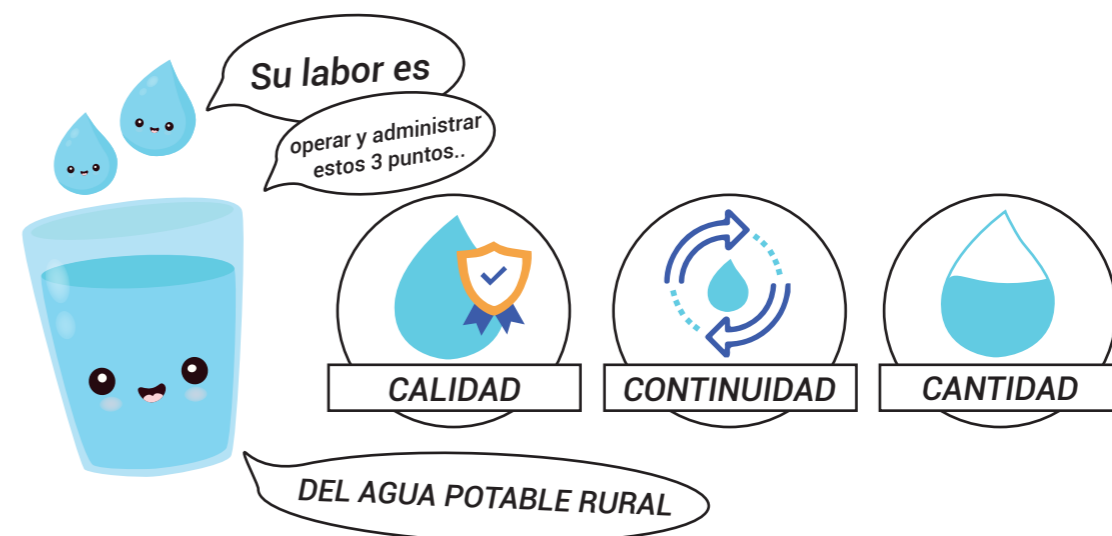 Su labor es
operar y administrar
estos 3 puntos..
CALIDAD
CONTINUIDAD
CANTIDAD
DEL AGUA POTABLE RURAL